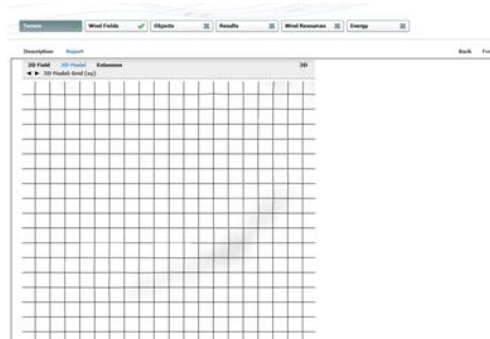 Terrain Wind Fields Objects Results Wind Resources Energy
Description Report Back
2D Field 3D Model Extension 3D
3D Model: Grid (xy)